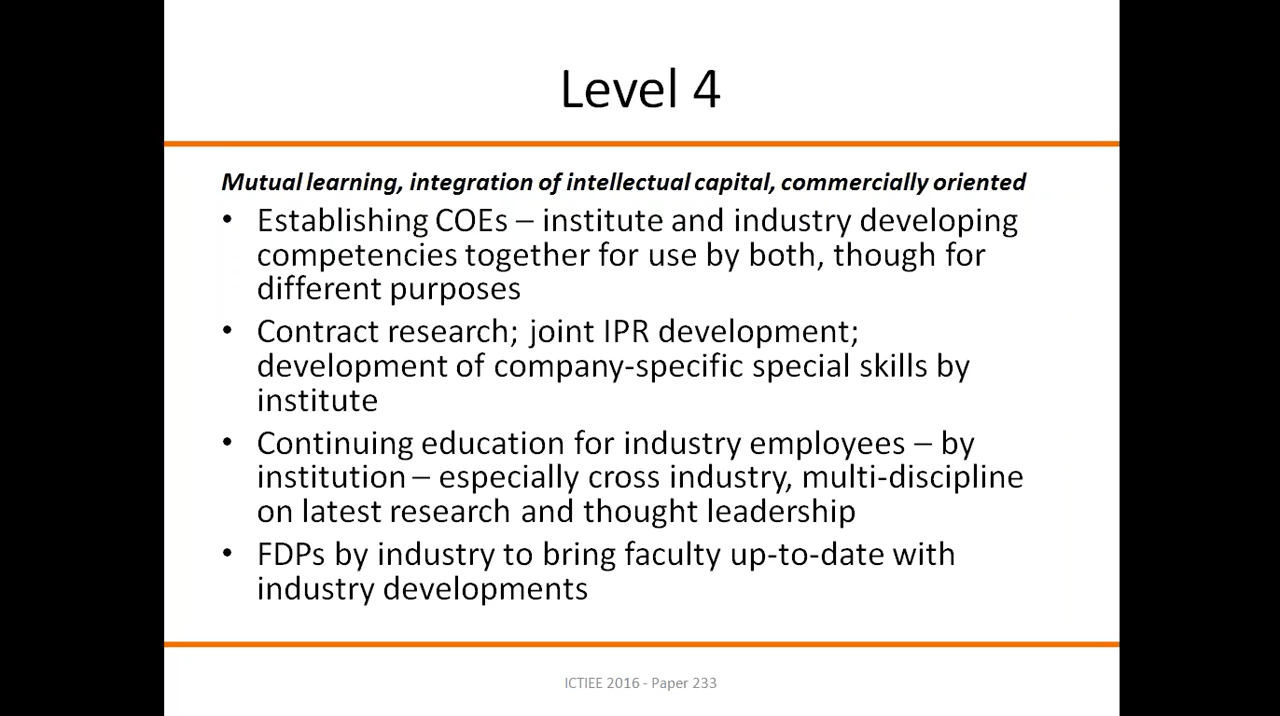 Level 4
Mutual learning, integration of intellectual capital, commercially oriented
• Establishing COEs – institute and industry developing
competencies together for use by both, though for
different purposes
• Contract research; joint IPR development;
development of company-specific special skills by
institute
• Continuing education for industry employees – by
institution – especially cross industry, multi-discipline
on latest research and thought leadership
• FDPs by industry to bring faculty up-to-date with
industry developments
ICTIEE 2016 - Paper 233